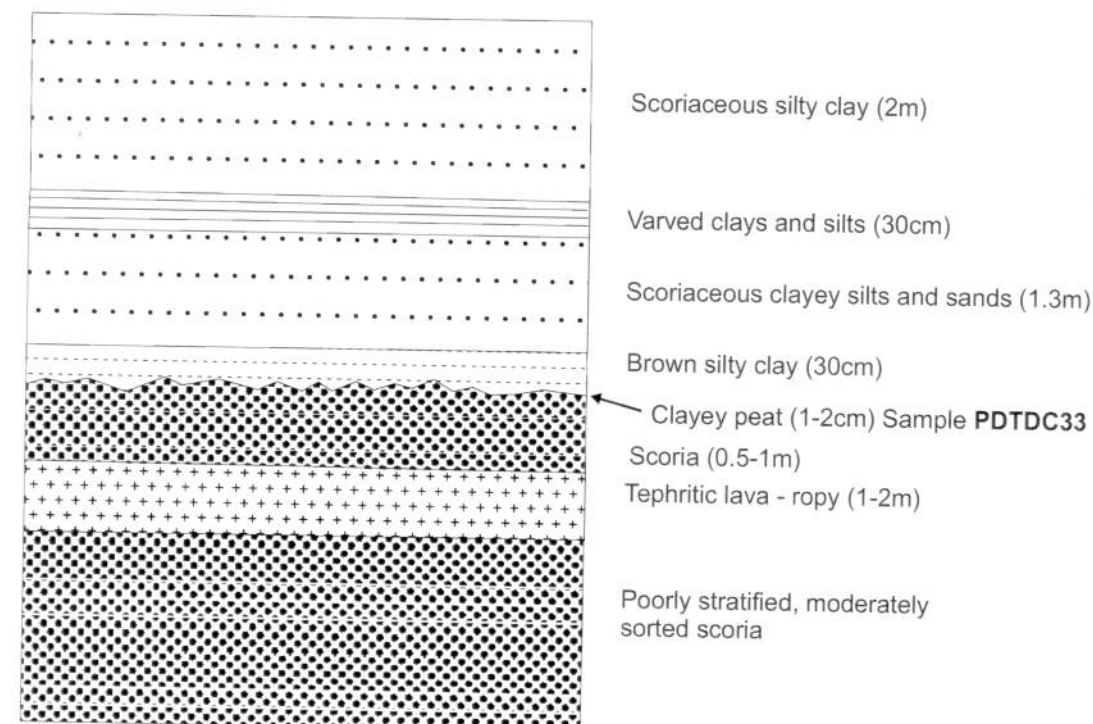 Scoriaceous silty clay (2m)
Varved clays and silts (30cm)
Scoriaceous clayey silts and sands (1.3m)
Brown silty clay (30cm)
Clayey peat (1-2cm) Sample PDTDC33
Scoria (0.5-1m)
Tephritic lava - ropy (1-2m)
Poorly stratified, moderately
sorted scoria